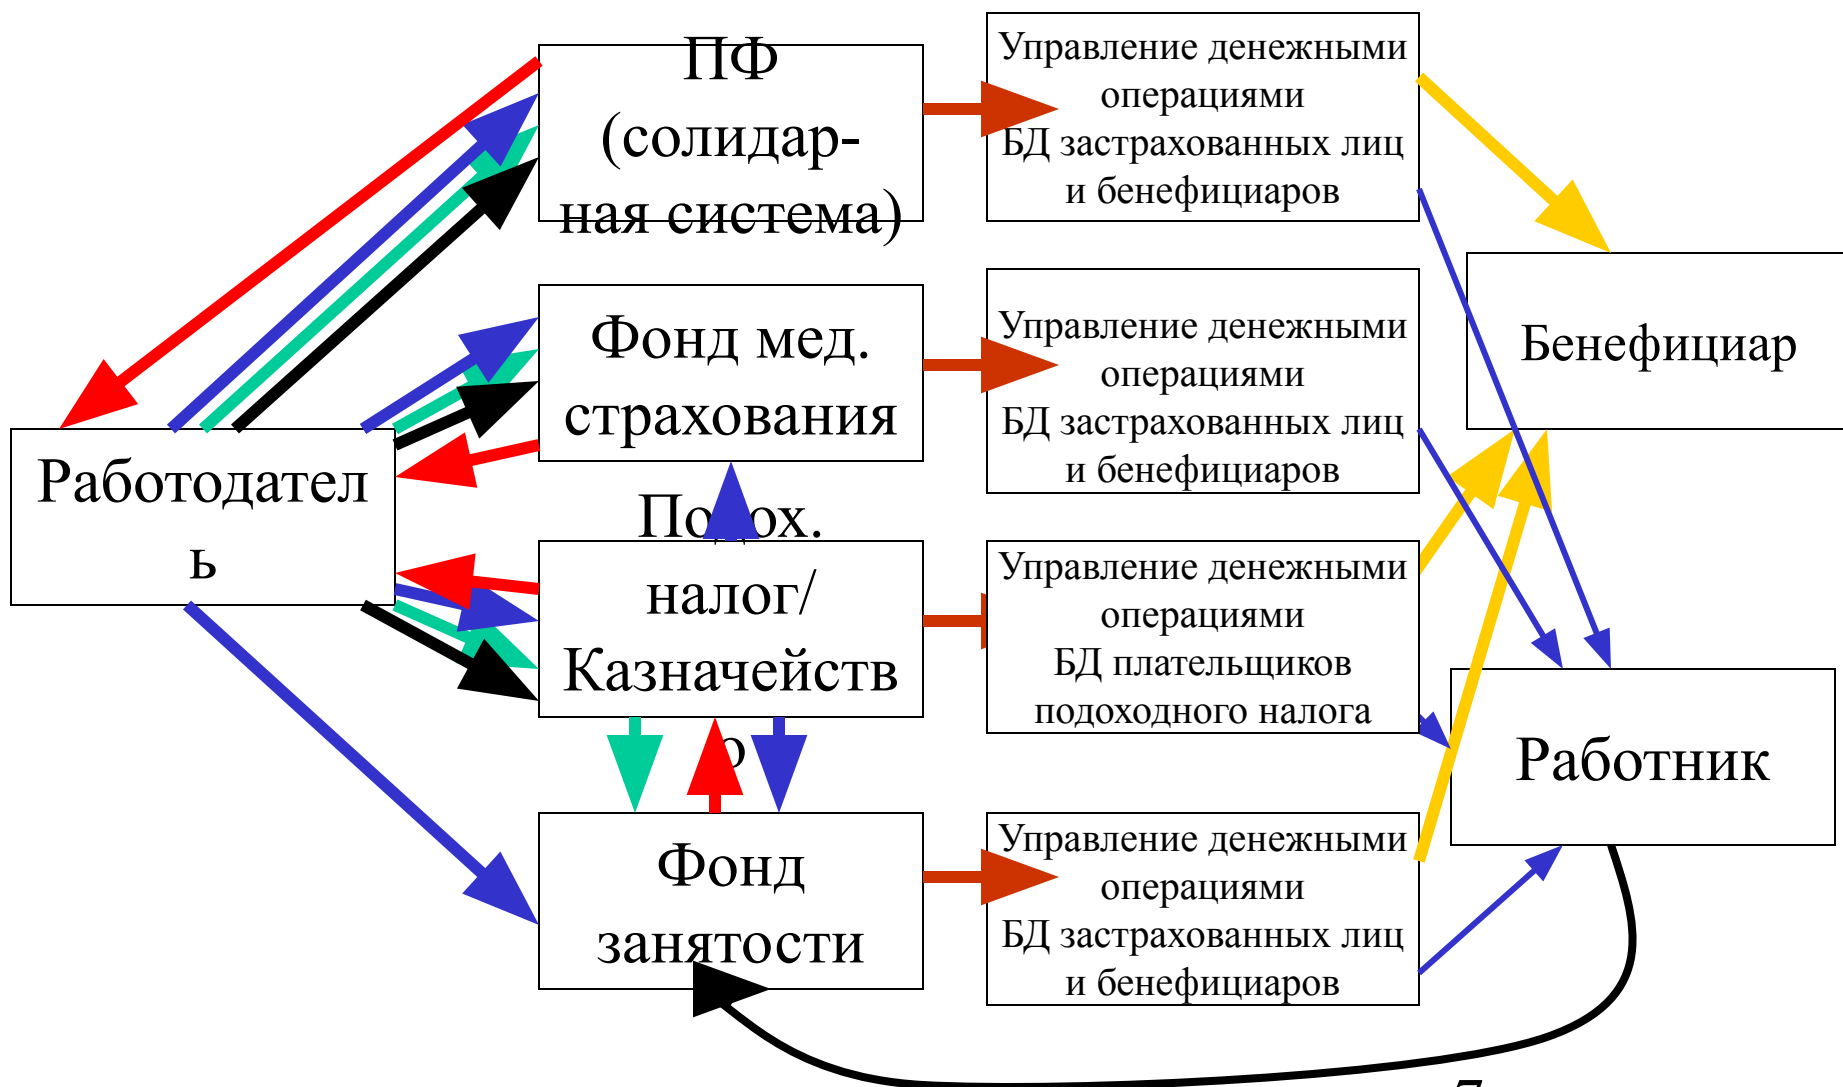 ПФ
(солидар-
ная система)
Управление денежными
операциями
БД застрахованных лиц
и бенефициаров
Фонд мед.
страхования
Управление денежными
операциями
БД застрахованных лиц
и бенефициаров
Бенефициар
Работодател
ь
Подох.
налог/
Казначейств
о
Управление денежными
операциями
БД плательщиков
подоходного налога
Работник
Фонд
занятости
Управление денежными
операциями
БД застрахованных лиц
и бенефициаров